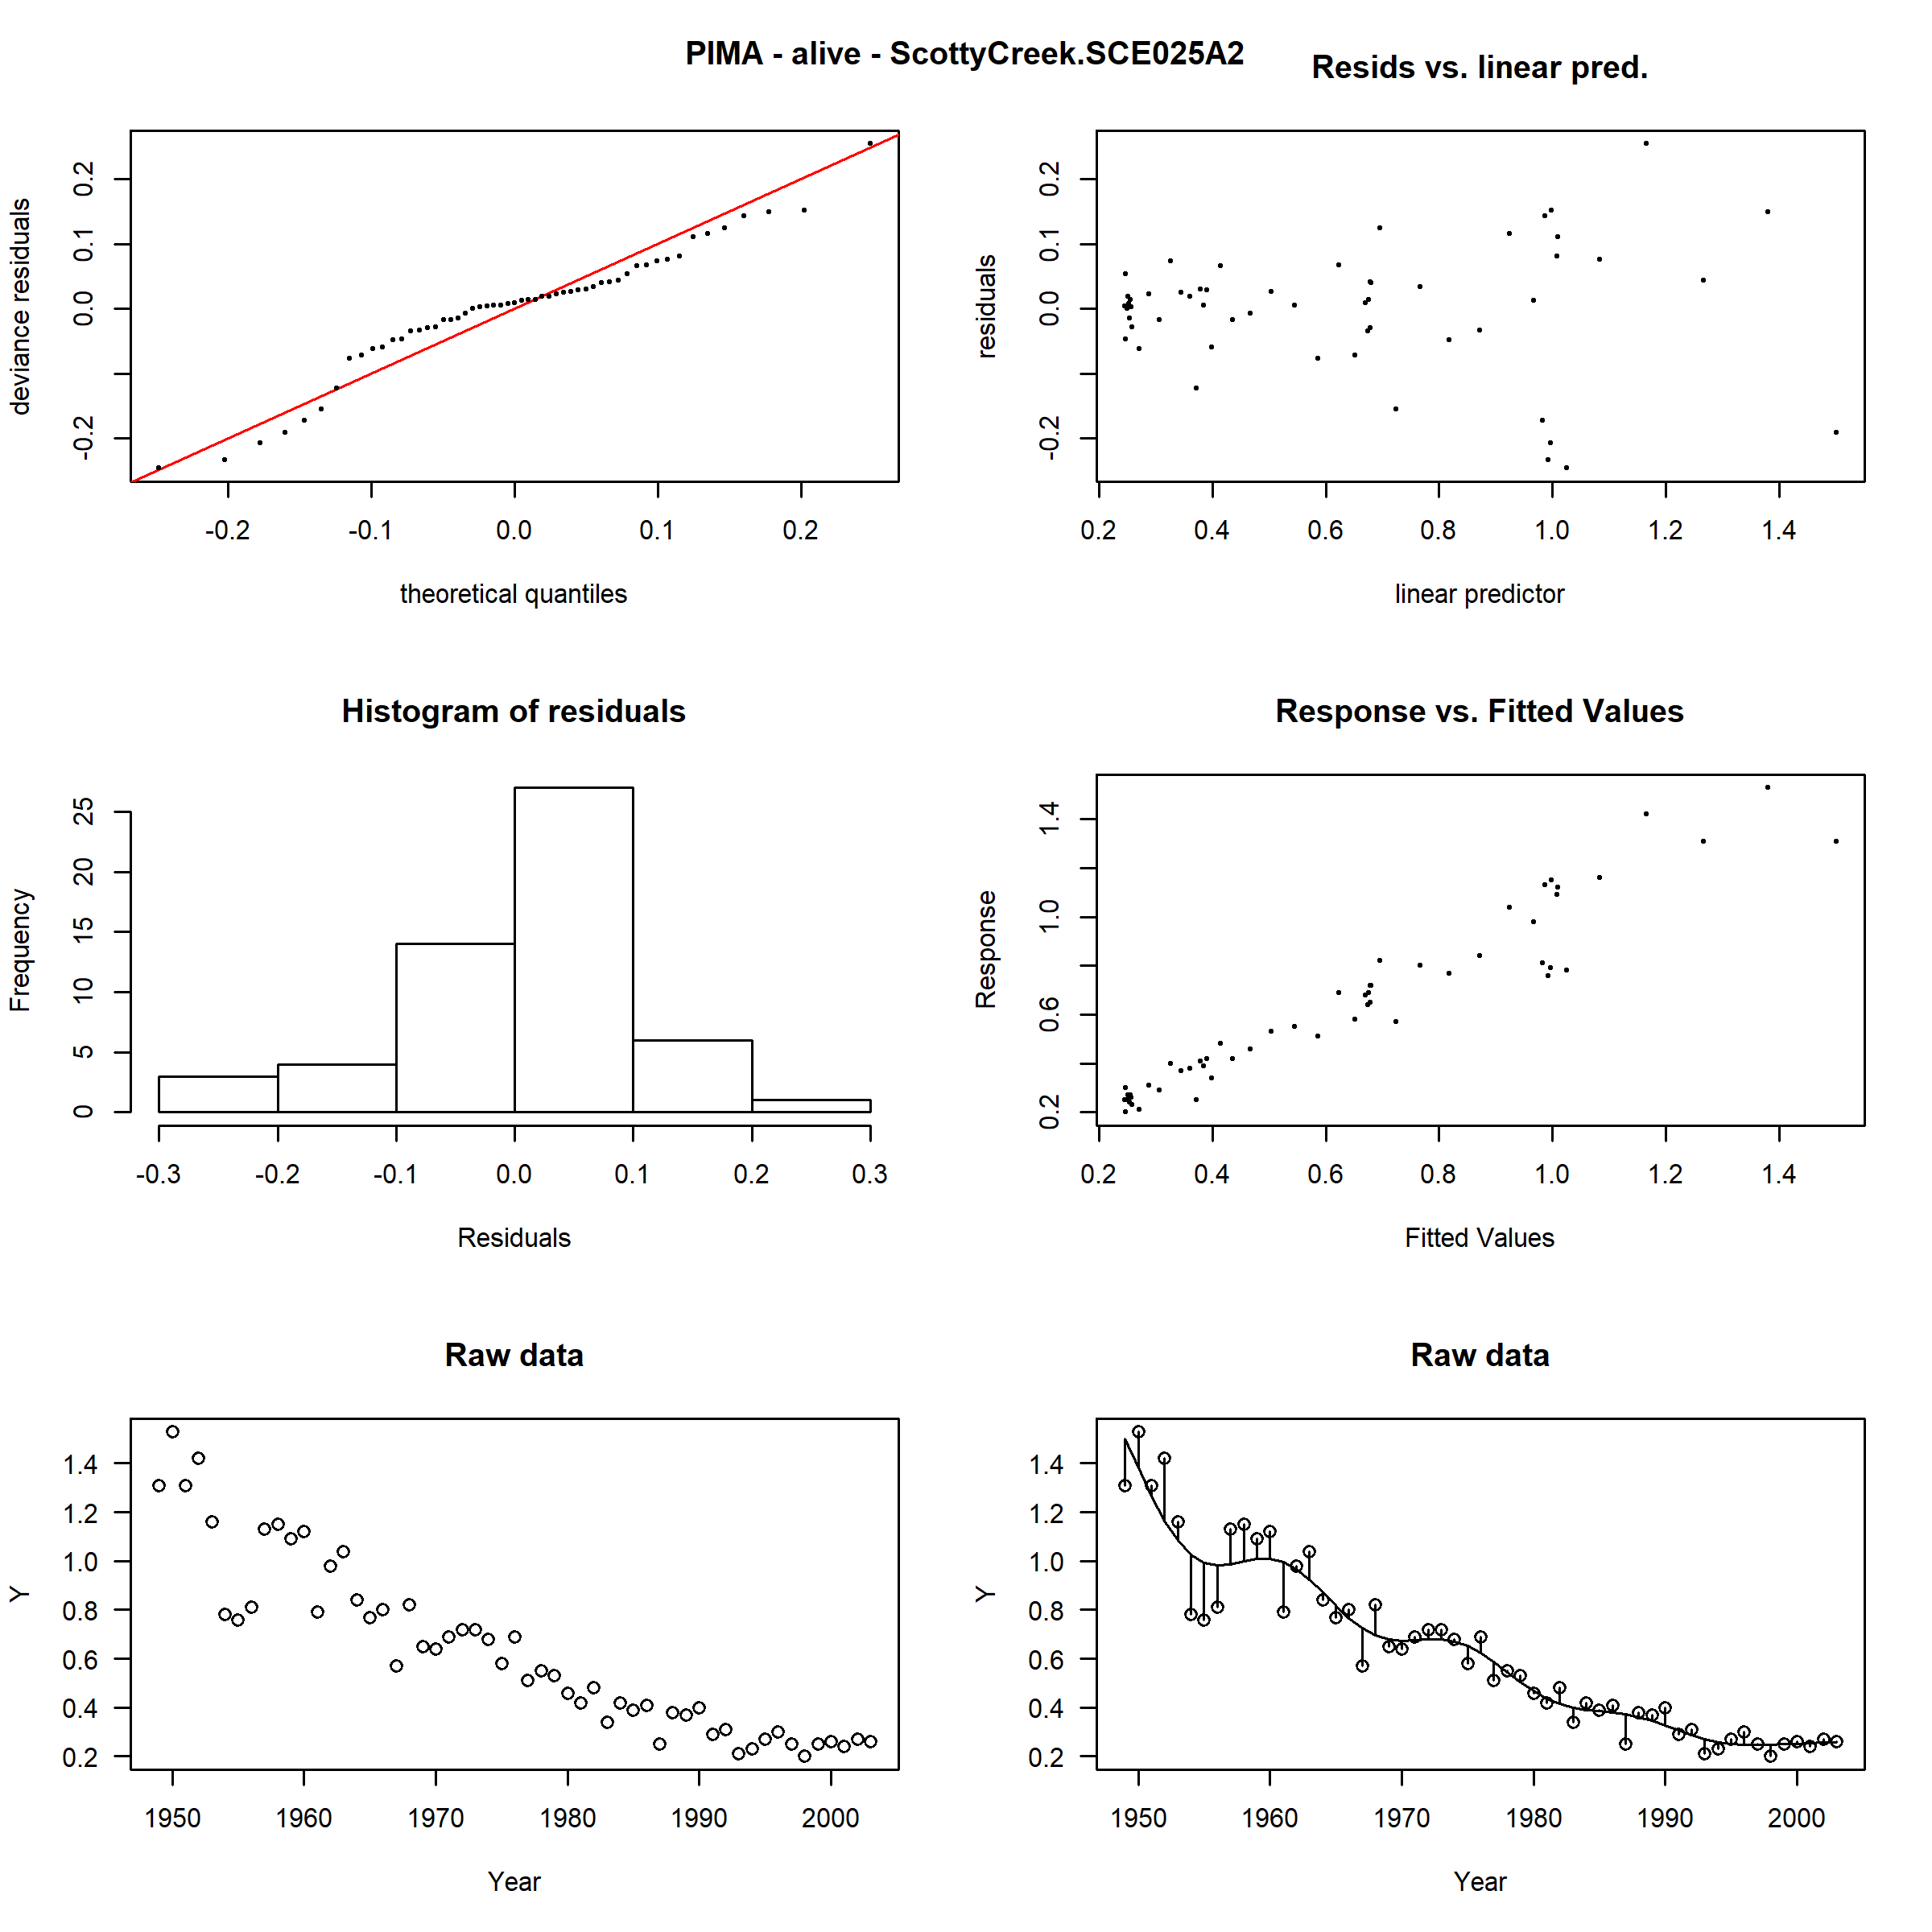 PIMA - alive - ScottyCreek.SCE025A2
Resids vs. linear pred.
deviance residuals
-0.2 0.0 0.1 0.2
-0.2 -0.1 0.0 0.1 0.2
theoretical quantiles
residuals
-0.2 0.0 0.1 0.2
0.2 0.4 0.6 0.8 1.0 1.2 1.4
linear predictor
Histogram of residuals
Frequency
0 5 10 15 20 25
-0.3 -0.2 -0.1 0.0 0.1 0.2 0.3
Residuals
Response vs. Fitted Values
Response
0.2 0.6 1.0 1.4
0.2 0.4 0.6 0.8 1.0 1.2 1.4
Fitted Values
Raw data
Y
1.4
1.2
1.0
0.8
0.6
0.4
0.2
1950 1960 1970 1980 1990 2000
Year
Raw data
Y
1.4
1.2
1.0
0.8
0.6
0.4
0.2
1950 1960 1970 1980 1990 2000
Year